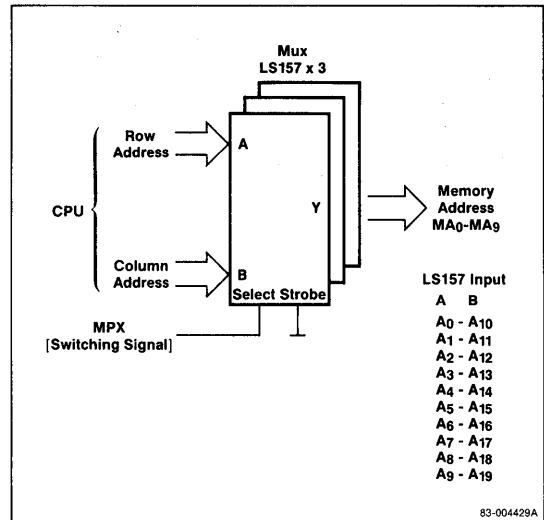 Mux
LS157 x 3
Row
Address
A
CPU
Y
Memory
Address
MA0-MA9
Column
Address
B
Select Strobe
MPX
[Switching Signal]
LS157 Input
A B
A0 - A10
A1 - A11
A2 - A12
A3 - A13
A4 - A14
A5 - A15
A6 - A16
A7 - A17
A8 - A18
A9 - A19
83-004429A